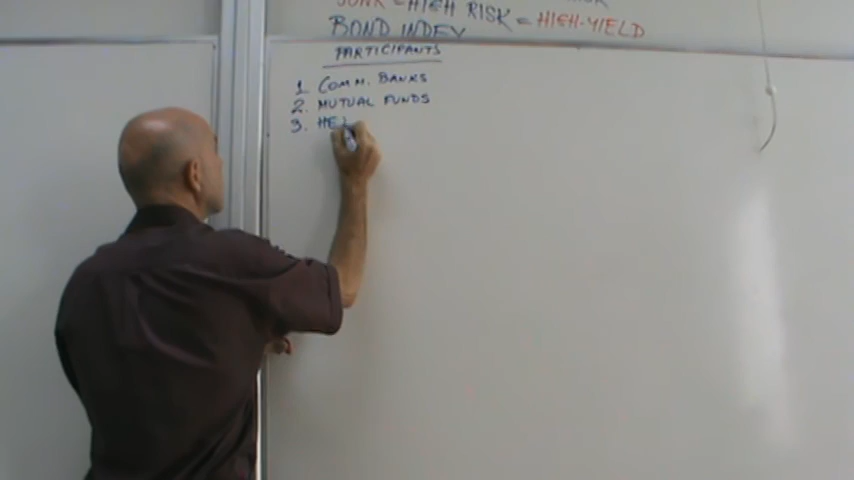 JUNK = HIGH RISK
BOND INDEX = HIGH-YIELD
PARTICIPANTS
1 COMM. BANKS
2. MUTUAL FUNDS
3. HE